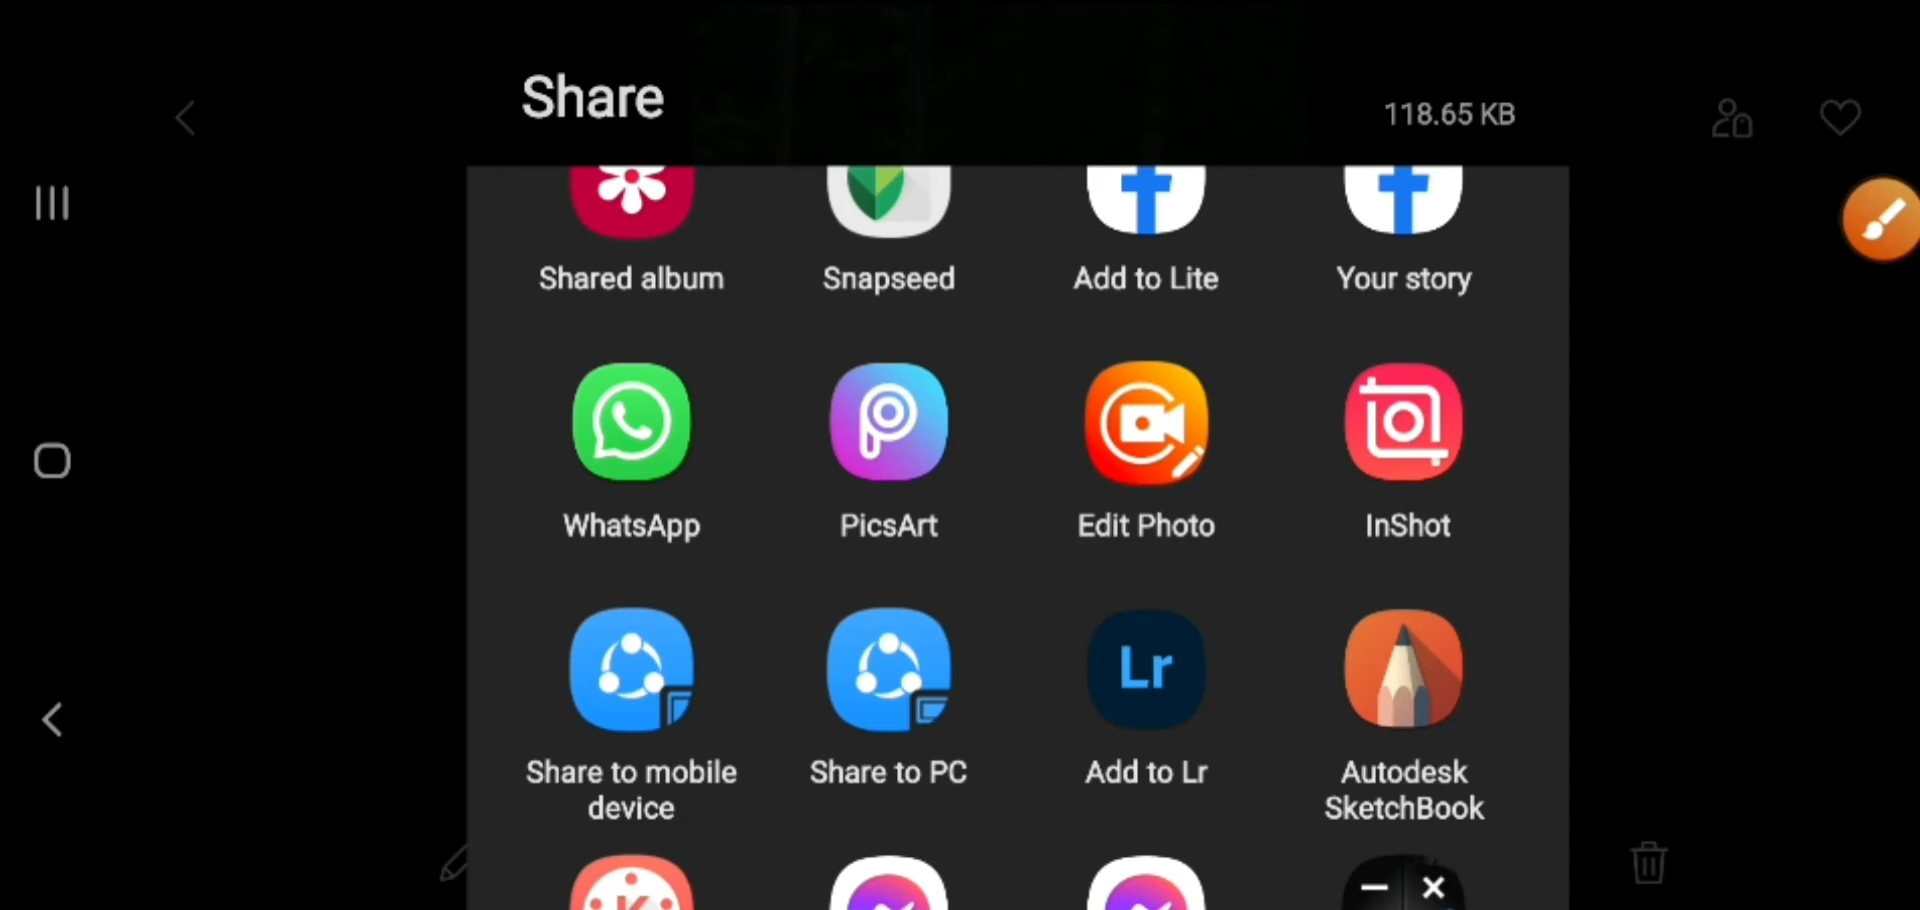 Share
118.65 KB
Shared album
Snapseed
Add to Lite
Your story
WhatsApp
PicsArt
Edit Photo
InShot
Lr
Share to mobile
device
Share to PC
Add to Lr
Autodesk
SketchBook